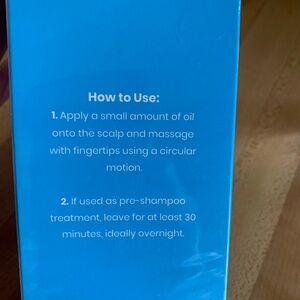 How to Use:
1. Apply a small amount of oil
onto the scalp and massage
with fingertips using a circular
motion.
2. If used as pre-shampoo
treatment, leave for at least 30
minutes, ideally overnight.